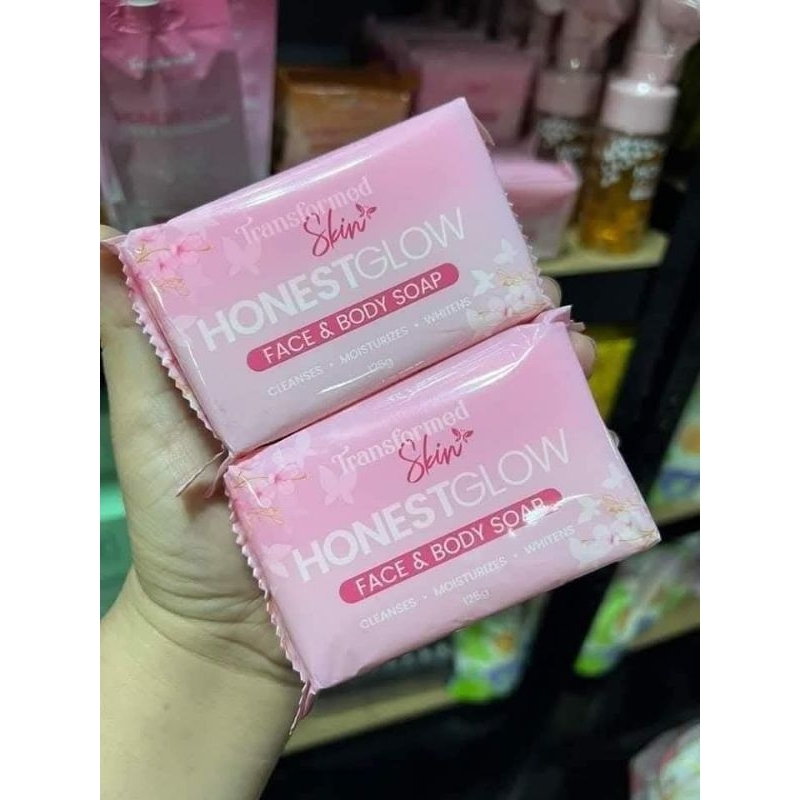 Transformed
Skin
HONESTGLOW
FACE & BODY SOAP
CLEANSES • MOISTURIZES • WHITENS
125g
Transformed
Skin
HONESTGLOW
FACE & BODY SOAP
CLEANSES • MOISTURIZES • WHITENS
125g